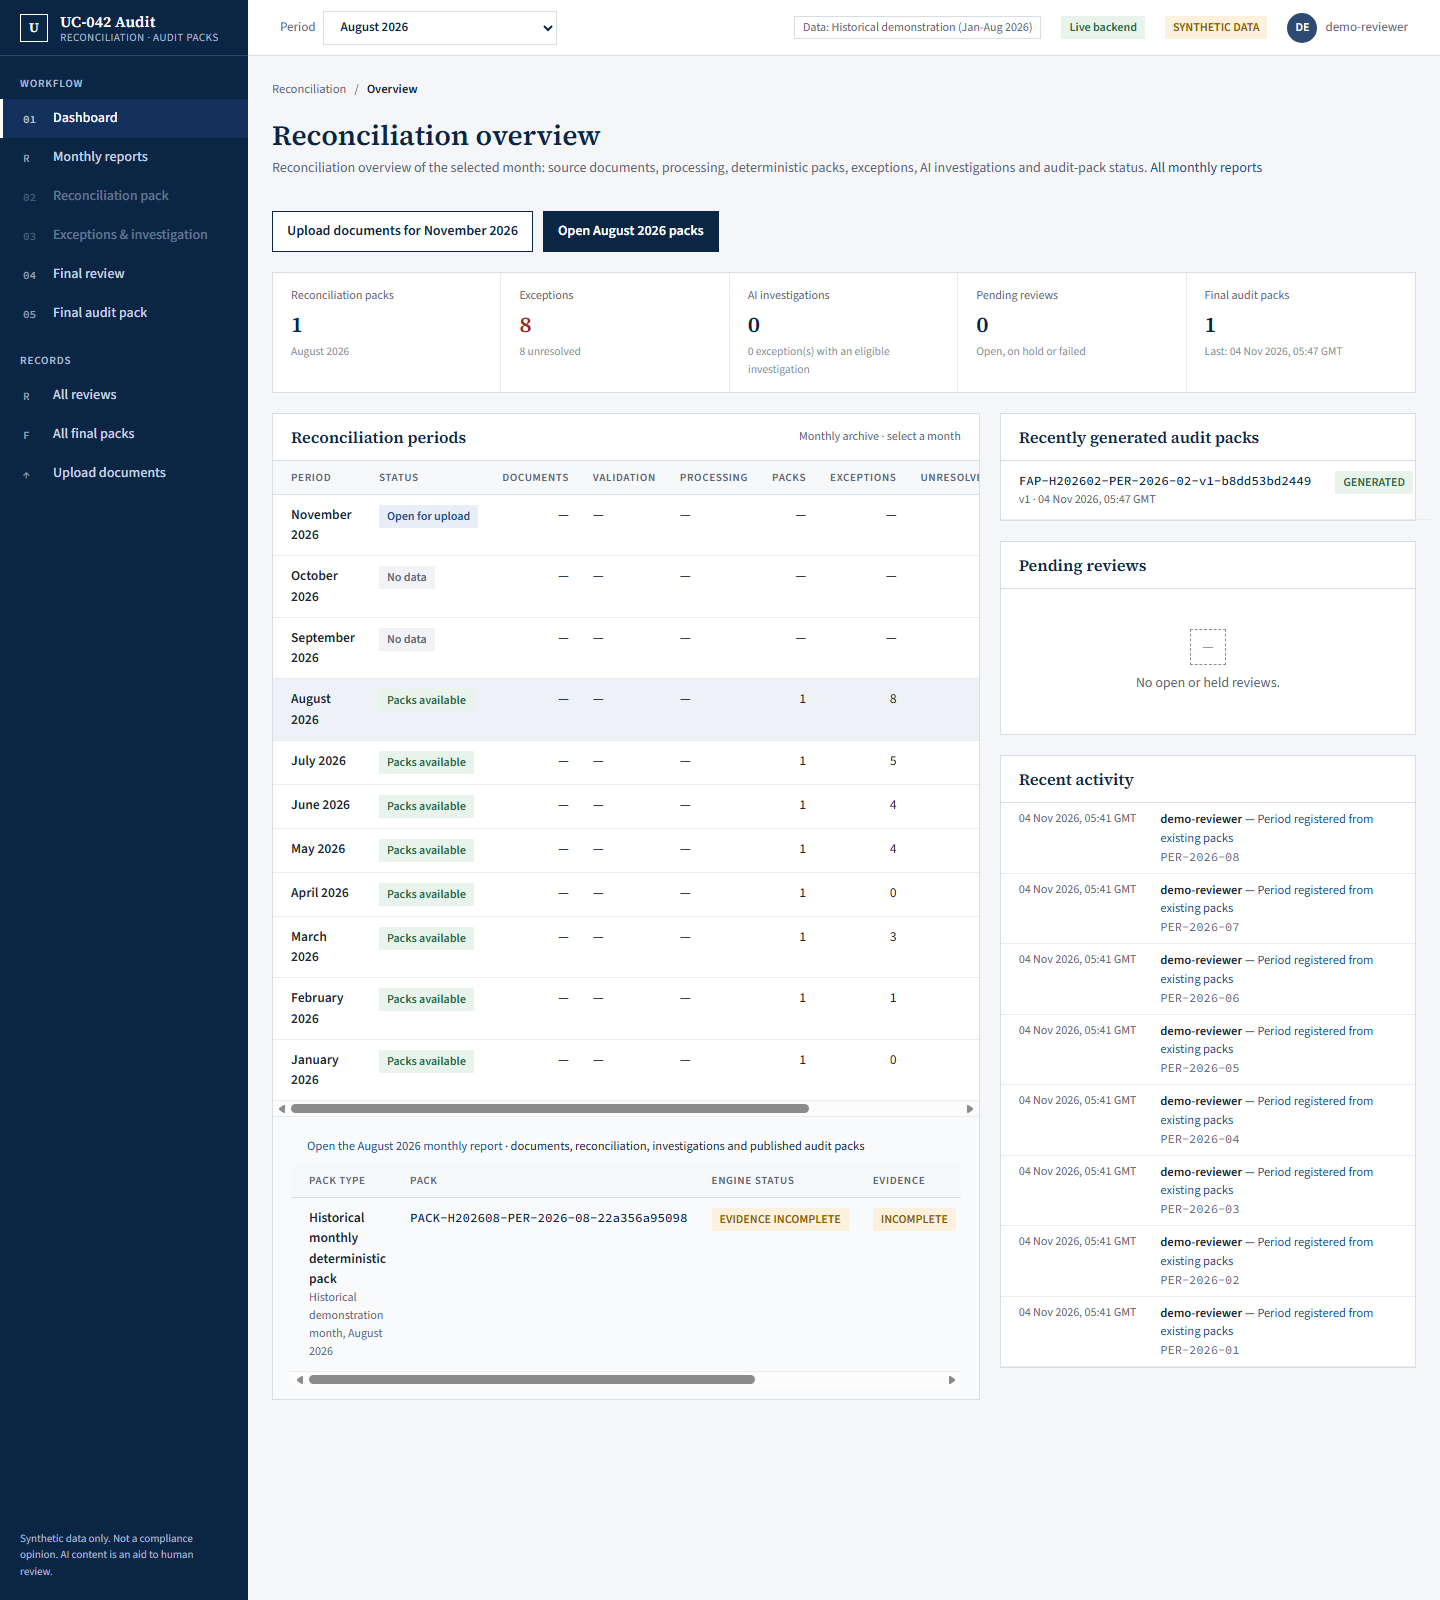 U
UC-042 Audit
RECONCILIATION · AUDIT PACKS
WORKFLOW
01 Dashboard
R Monthly reports
02 Reconciliation pack
03 Exceptions & investigation
04 Final review
05 Final audit pack
RECORDS
R All reviews
F All final packs
↑ Upload documents
Synthetic data only. Not a compliance
opinion. AI content is an aid to human
review.
Period August 2026
Data: Historical demonstration (Jan-Aug 2026) Live backend SYNTHETIC DATA DE demo-reviewer
Reconciliation / Overview
Reconciliation overview
Reconciliation overview of the selected month: source documents, processing, deterministic packs, exceptions, AI investigations and audit-pack status. All monthly reports
Upload documents for November 2026 Open August 2026 packs
Reconciliation packs
1
August 2026
Exceptions
8
8 unresolved
AI investigations
0
0 exception(s) with an eligible
investigation
Pending reviews
0
Open, on hold or failed
Final audit packs
1
Last: 04 Nov 2026, 05:47 GMT
Reconciliation periods Monthly archive · select a month
PERIOD STATUS DOCUMENTS VALIDATION PROCESSING PACKS EXCEPTIONS UNRESOLVE
November
2026 Open for upload — — — — —
October
2026 No data — — — — —
September
2026 No data — — — — —
August
2026 Packs available — — — 1 8
July 2026 Packs available — — — 1 5
June 2026 Packs available — — — 1 4
May 2026 Packs available — — — 1 4
April 2026 Packs available — — — 1 0
March
2026 Packs available — — — 1 3
February
2026 Packs available — — — 1 1
January
2026 Packs available — — — 1 0
Open the August 2026 monthly report · documents, reconciliation, investigations and published audit packs
PACK TYPE PACK ENGINE STATUS EVIDENCE
Historical
monthly
deterministic
pack
Historical
demonstration
month, August
2026
PACK-H202608-PER-2026-08-22a356a95098 EVIDENCE INCOMPLETE INCOMPLETE
Recently generated audit packs
FAP-H202602-PER-2026-02-v1-b8dd53bd2449 GENERATED
v1 · 04 Nov 2026, 05:47 GMT
Pending reviews
—
No open or held reviews.
Recent activity
04 Nov 2026, 05:41 GMT demo-reviewer — Period registered from
existing packs
PER-2026-08
04 Nov 2026, 05:41 GMT demo-reviewer — Period registered from
existing packs
PER-2026-07
04 Nov 2026, 05:41 GMT demo-reviewer — Period registered from
existing packs
PER-2026-06
04 Nov 2026, 05:41 GMT demo-reviewer — Period registered from
existing packs
PER-2026-05
04 Nov 2026, 05:41 GMT demo-reviewer — Period registered from
existing packs
PER-2026-04
04 Nov 2026, 05:41 GMT demo-reviewer — Period registered from
existing packs
PER-2026-03
04 Nov 2026, 05:41 GMT demo-reviewer — Period registered from
existing packs
PER-2026-02
04 Nov 2026, 05:41 GMT demo-reviewer — Period registered from
existing packs
PER-2026-01